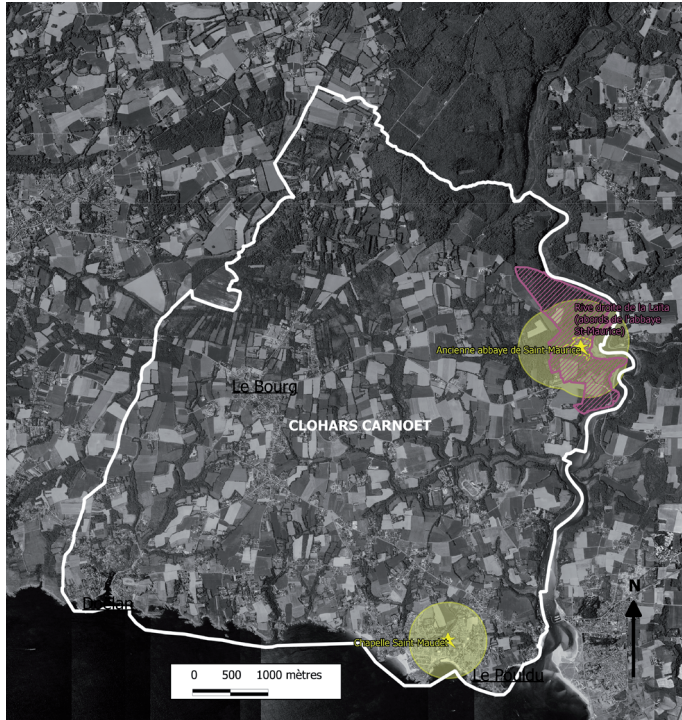 Rive droite de la Laïta
(abords de l'abbaye
St-Maurice)
Ancienne abbaye de Saint-Maurice
Le Bourg
CLOHARS CARNOET
N
Doëlan
Chapelle Saint-Maudet
Le Pouldu
0 500 1000 mètres